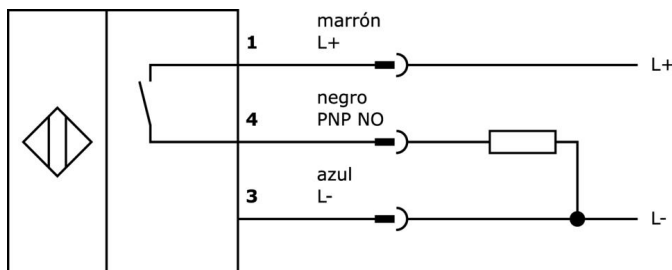 marrón
1 L+
L+
negro
4 PNP NO
azul
3 L-
L-